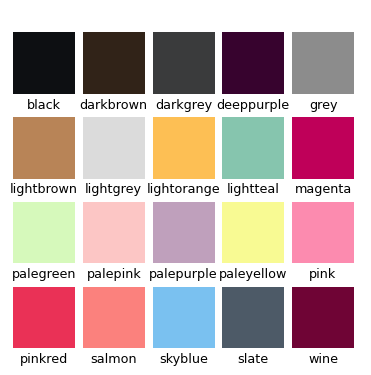 black darkbrown darkgrey deeppurple grey
lightbrown lightgrey lightorange lightteal magenta
palegreen palepink palepurple paleyellow pink
pinkred salmon skyblue slate wine